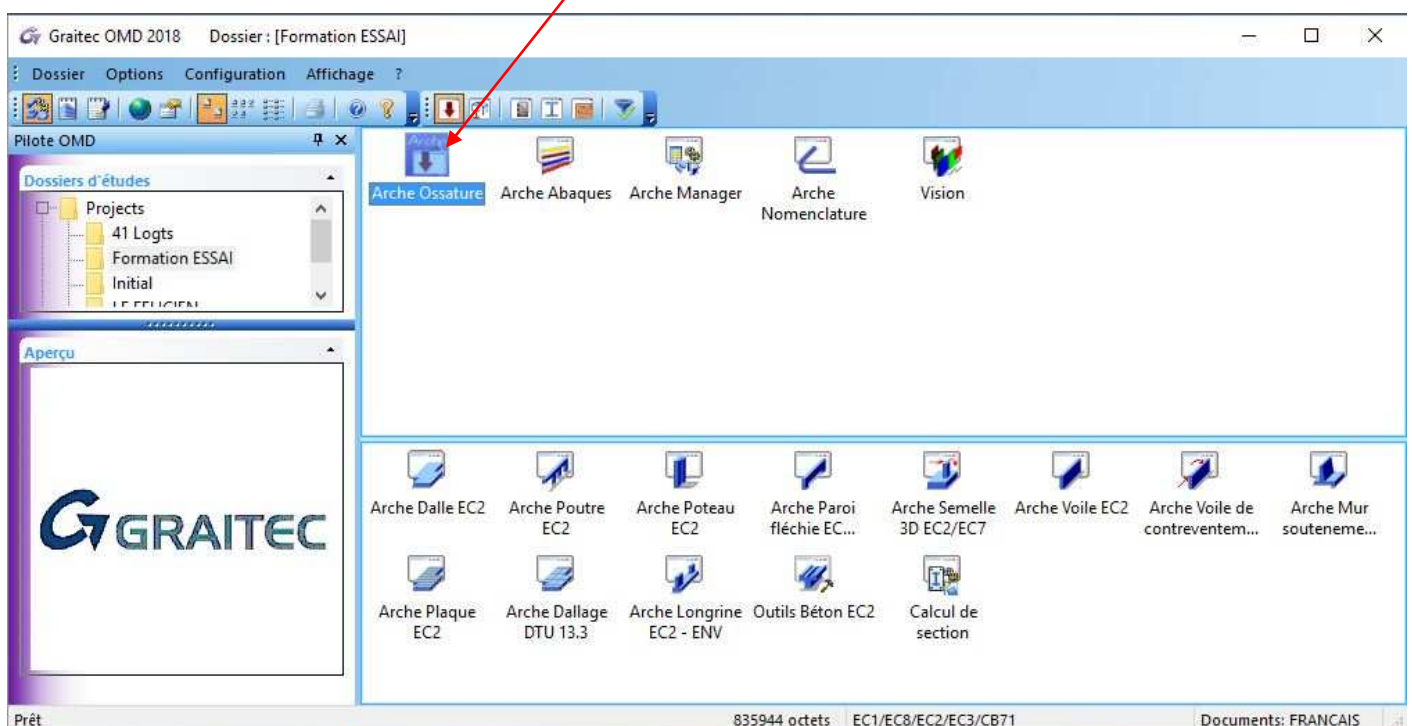 Graitec OMD 2018 Dossier : [Formation ESSAI]
Dossier Options Configuration Affichage ?
Pilote OMD
Dossiers d'études
Projects
41 Logts
Formation ESSAI
Initial
Aperçu
GRAITEC
Arche
Arche Ossature
Arche Abaques
Arche Manager
Arche
Nomenclature
Vision
Arche Dalle EC2
Arche Poutre
EC2
Arche Poteau
EC2
Arche Paroi
fléchie EC...
Arche Semelle
3D EC2/EC7
Arche Voile EC2
Arche Voile de
contreventem...
Arche Mur
souteneme...
Arche Plaque
EC2
Arche Dallage
DTU 13.3
Arche Longrine
EC2 - ENV
Outils Béton EC2
Calcul de
section
Prêt 835944 octets EC1/EC8/EC2/EC3/CB71 Documents: FRANCAIS